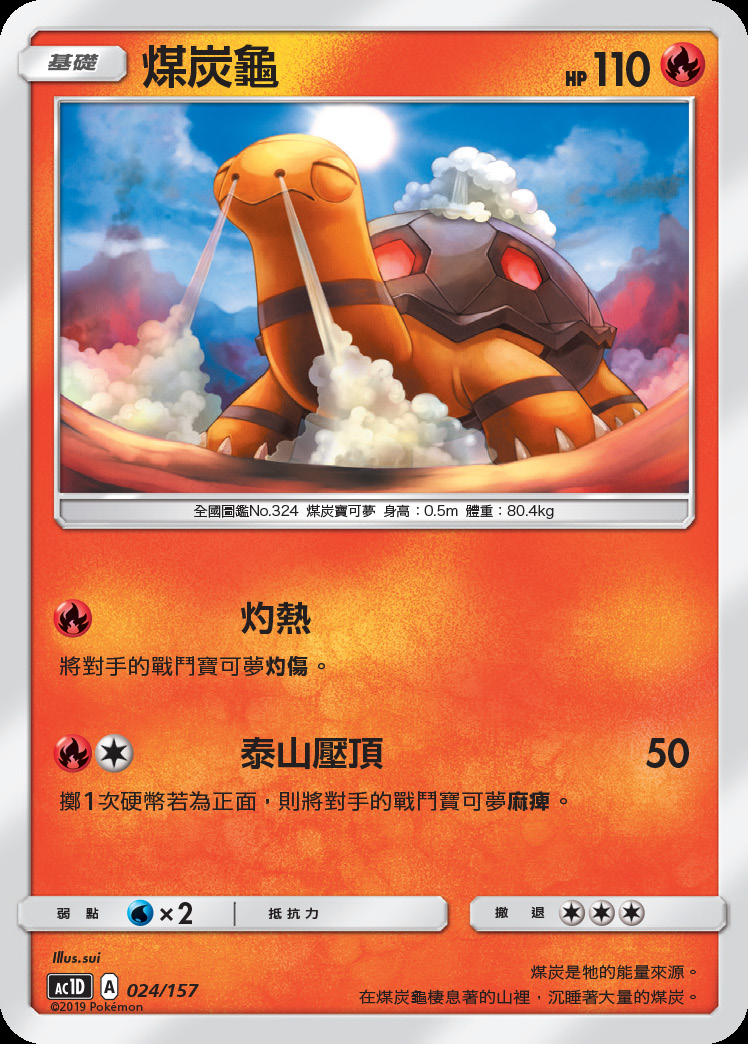 基礎 煤炭龜 HP 110
全國圖鑑No.324 煤炭寶可夢 身高：0.5m 體重：80.4kg
灼熱
將對手的戰鬥寶可夢灼傷。
泰山壓頂 50
擲1次硬幣若為正面，則將對手的戰鬥寶可夢麻痺。
弱點 ×2 抵抗力 撤退
Illus.sui
煤炭是牠的能量來源。
AC1D A 024/157
在煤炭龜棲息著的山裡，沉睡著大量的煤炭。
©2019 Pokémon